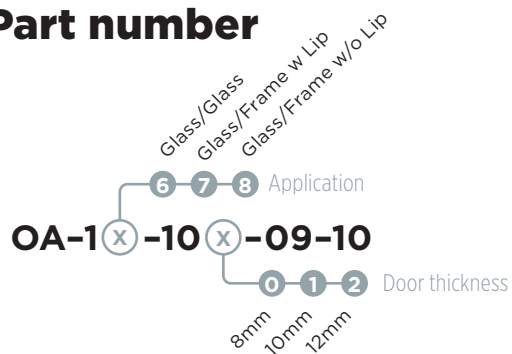 Part number
Glass/Glass
Glass/Frame w Lip
Glass/Frame w/o Lip
6 7 8 Application
OA-1 X -10 X -09-10
0 1 2 Door thickness
8mm
10mm
12mm